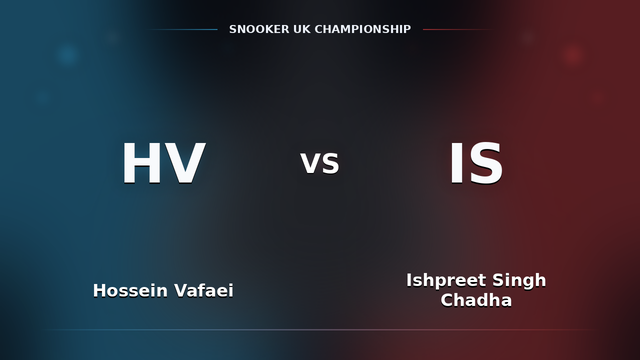 SNOOKER UK CHAMPIONSHIP
HV
VS
IS
Hossein Vafaei
Ishpreet Singh
Chadha